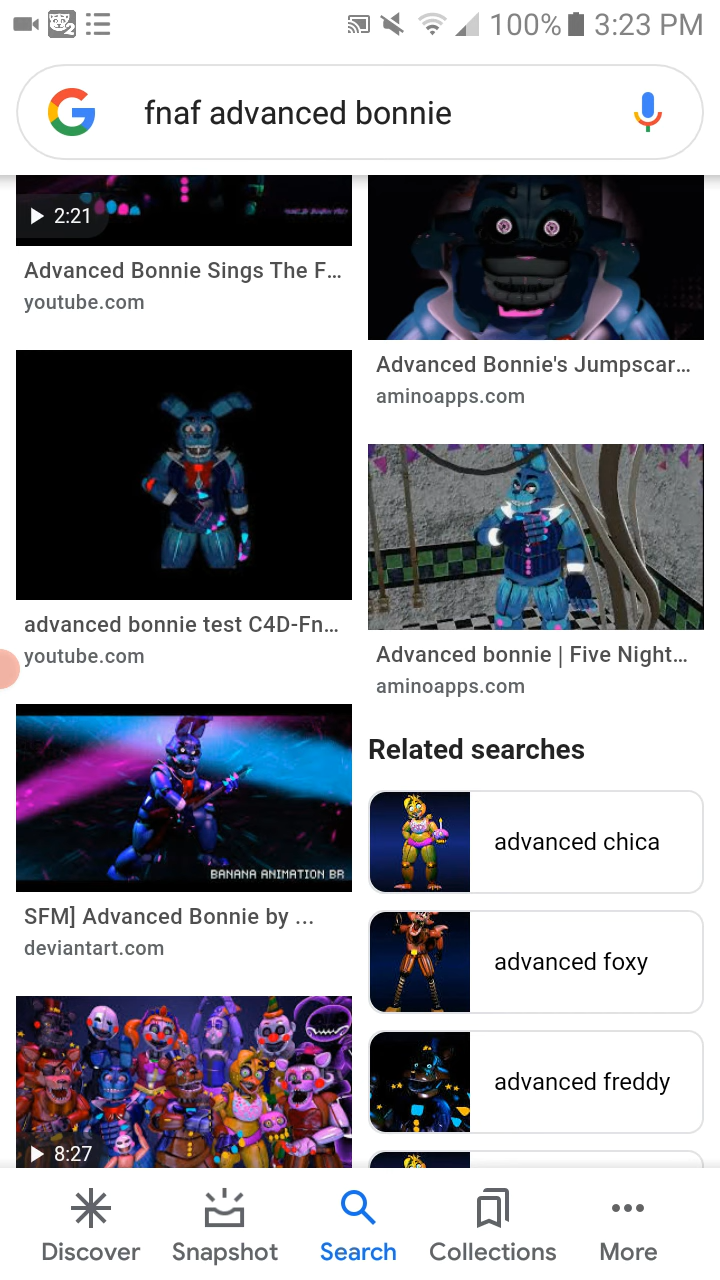 100% 3:23 PM
fnaf advanced bonnie
2:21
Advanced Bonnie Sings The F...
youtube.com
Advanced Bonnie's Jumpscar...
aminoapps.com
advanced bonnie test C4D-Fn...
youtube.com
Advanced bonnie | Five Night...
aminoapps.com
BANANA ANIMATION BR
SFM] Advanced Bonnie by ...
deviantart.com
8:27
Related searches
advanced chica
advanced foxy
advanced freddy
Discover Snapshot Search Collections More